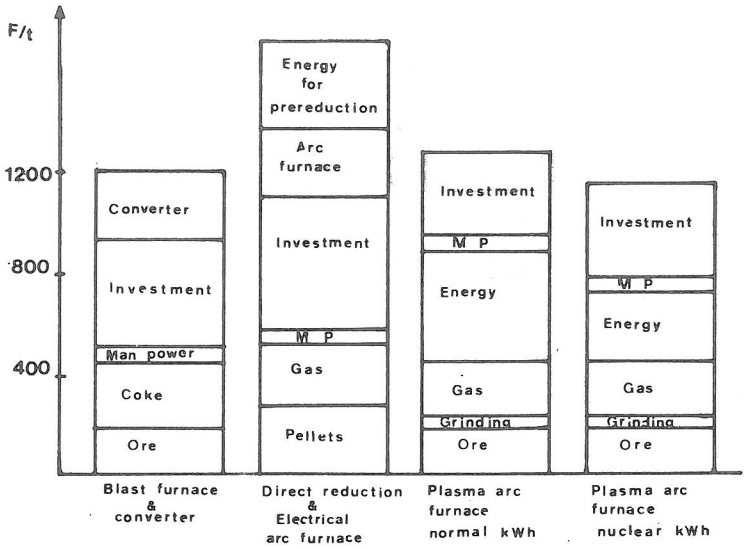 F/t
1200
800
400
Converter
Investment
Man power
Coke
Ore
Energy
for
prereduction
Arc
furnace
Investment
M P
Gas
Pellets
Investment
M P
Energy
Gas
Grinding
Ore
Investment
M P
Energy
Gas
Grinding
Ore
Blast furnace
&
converter
Direct reduction
&
Electrical
arc furnace
Plasma arc
furnace
normal kWh
Plasma arc
furnace
nuclear kWh